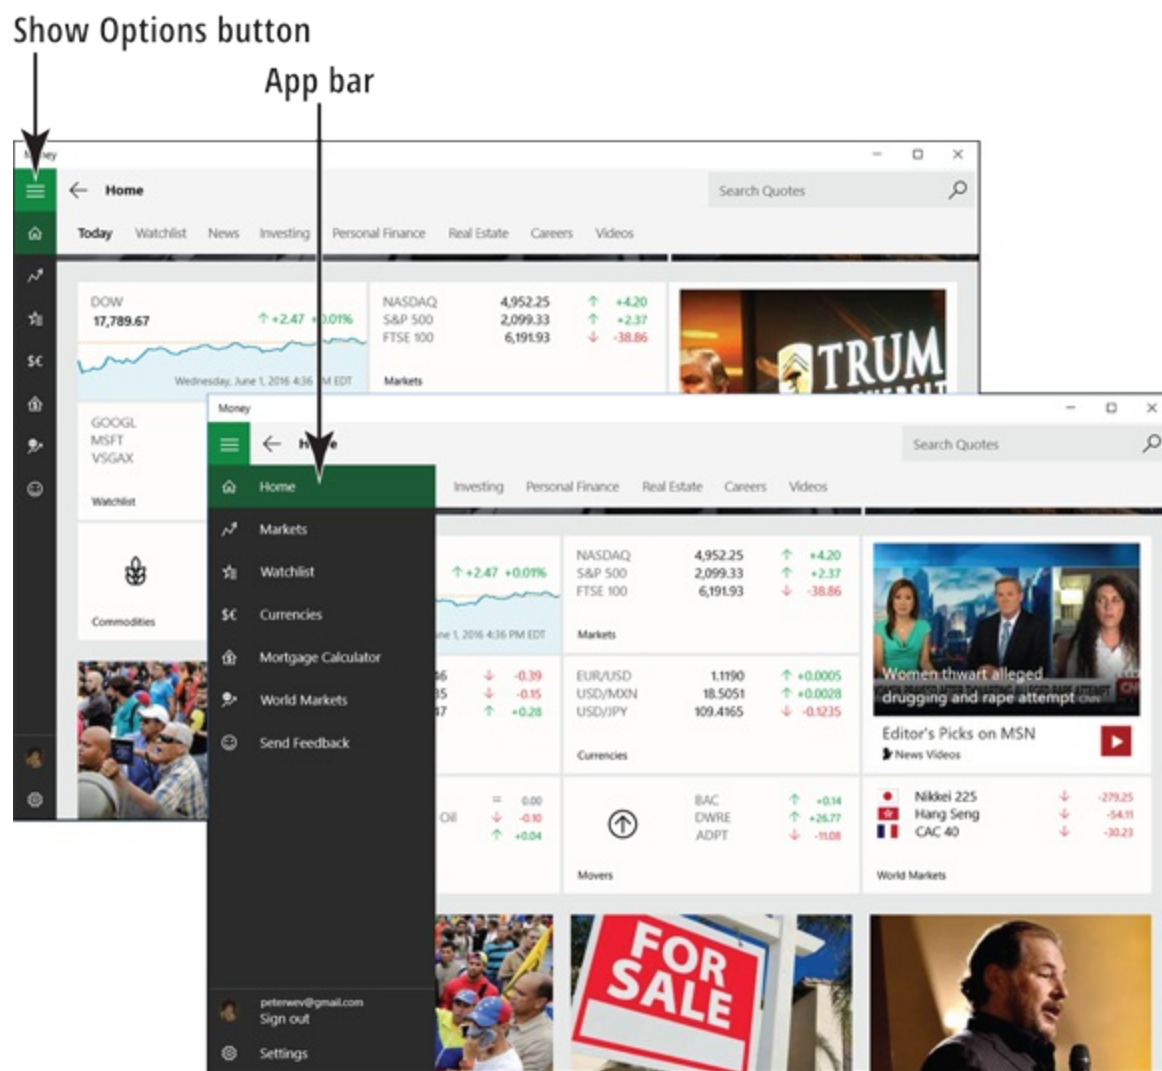 Show Options button
App bar
Money
Home
Search Quotes
Today Watchlist News Investing Personal Finance Real Estate Careers Videos
DOW
17,789.67 +2.47 +0.01%
Wednesday, June 1, 2016 4:36 PM EDT
NASDAQ 4,952.25 +4.20
S&P 500 2,099.33 +2.37
FTSE 100 6,191.93 -38.86
Markets
TRUM
GOOGL
MSFT
VSGAX
Watchlist
Commodities
$€
Money
Search Quotes
Home
Markets
Watchlist
$€ Currencies
Mortgage Calculator
World Markets
Send Feedback
peterwev@gmail.com
Sign out
Settings
Investing Personal Finance Real Estate Careers Videos
+2.47 +0.01%
ne 1, 2016 4:36 PM EDT
NASDAQ 4,952.25 +4.20
S&P 500 2,099.33 +2.37
FTSE 100 6,191.93 -38.86
Markets
Women thwart alleged
drugging and rape attempt
CNN
Editor's Picks on MSN
News Videos
46 -0.39
35 -0.15
47 +0.28
EUR/USD 1.1190 +0.0005
USD/MXN 18.5051 +0.0028
USD/JPY 109.4165 -0.1235
Currencies
= 0.00
Oil -0.10
+0.04
BAC +0.14
DWRE +26.77
ADPT -11.08
Movers
Nikkei 225 -279.25
Hang Seng -54.11
CAC 40 -30.23
World Markets
FOR
SALE